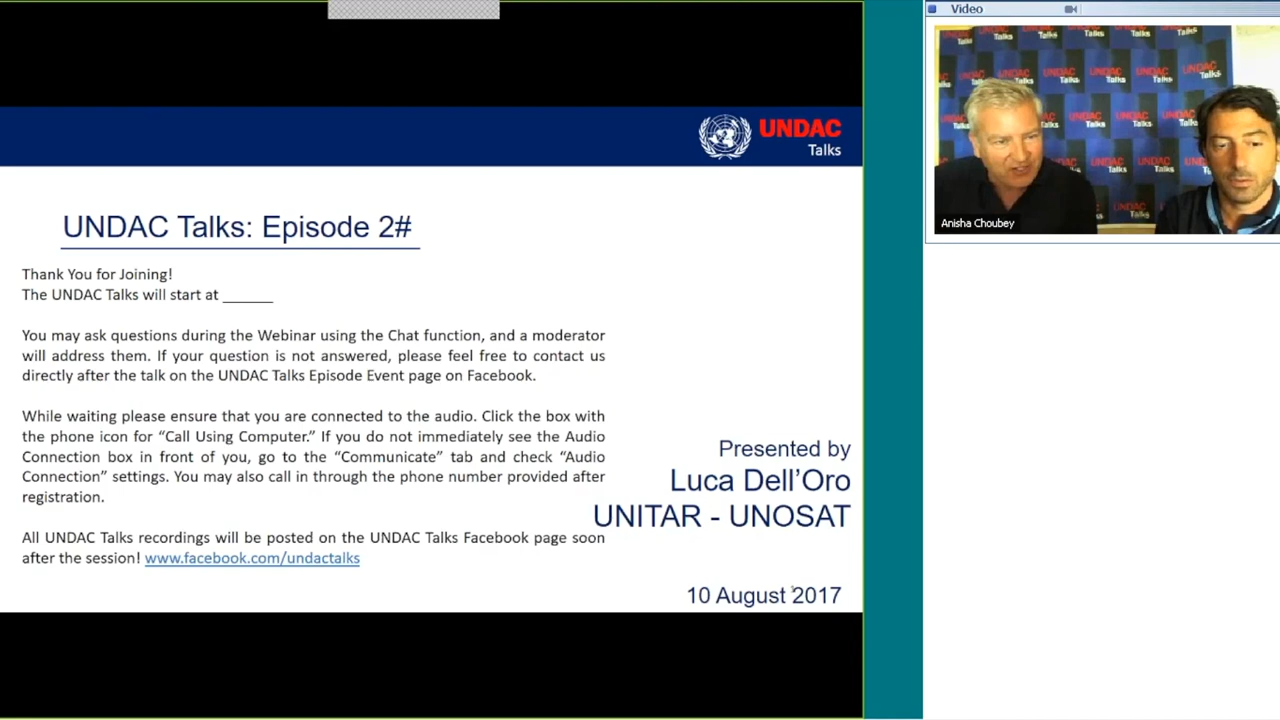 UNDAC
Talks
UNDAC Talks: Episode 2#
Thank You for Joining!
The UNDAC Talks will start at ______
You may ask questions during the Webinar using the Chat function, and a moderator
will address them. If your question is not answered, please feel free to contact us
directly after the talk on the UNDAC Talks Episode Event page on Facebook.
While waiting please ensure that you are connected to the audio. Click the box with
the phone icon for “Call Using Computer.” If you do not immediately see the Audio
Connection box in front of you, go to the “Communicate” tab and check “Audio
Connection” settings. You may also call in through the phone number provided after
registration.
All UNDAC Talks recordings will be posted on the UNDAC Talks Facebook page soon
after the session! www.facebook.com/undactalks
Presented by
Luca Dell’Oro
UNITAR - UNOSAT
10 August 2017
Video
UNDAC
Talks
Anisha Choubey